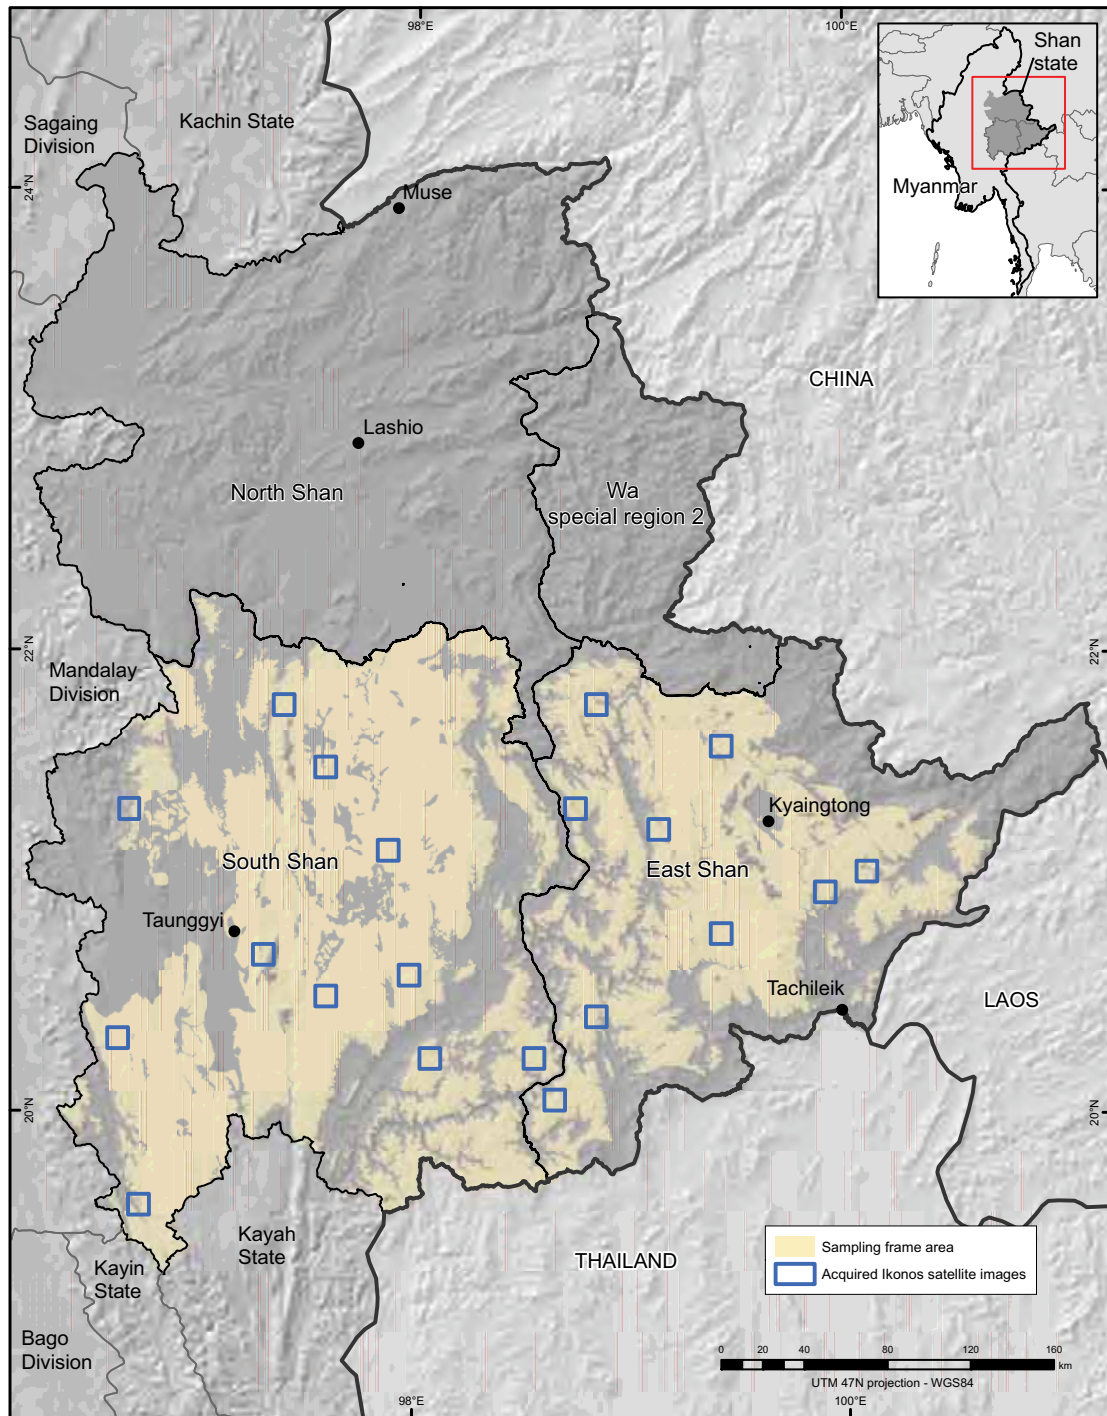 98°E
100°E
Shan
state
Myanmar
Sagaing
Division
Kachin State
24°N
Muse
CHINA
Lashio
North Shan
Wa
special region 2
22°N
22°N
Mandalay
Division
Kyaingtong
South Shan
East Shan
Taunggyi
Tachileik
LAOS
20°N
20°N
Kayah
State
Kayin
State
THAILAND
Bago
Division
Sampling frame area
Acquired Ikonos satellite images
0 20 40 80 120 160
km
UTM 47N projection - WGS84
98°E
100°E